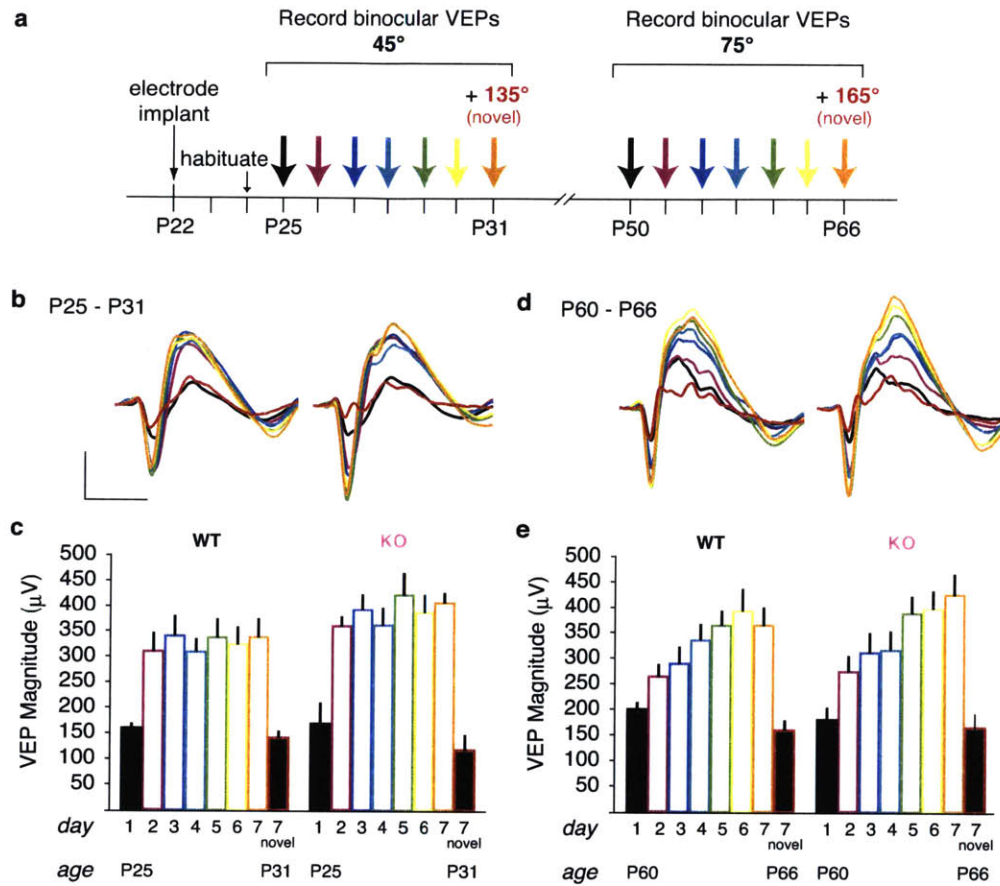 a
Record binocular VEPs
45°
Record binocular VEPs
75°
electrode
implant
habituate
+ 135°
(novel)
+ 165°
(novel)
P22
P25
P31
P50
P66
b
P25 - P31
d
P60 - P66
c
WT
KO
VEP Magnitude (μV)
500
450
400
350
300
250
200
150
100
50
day
1 2 3 4 5 6 7 7
novel
1 2 3 4 5 6 7 7
novel
age
P25
P31
P25
P31
e
WT
KO
VEP Magnitude (μV)
500
450
400
350
300
250
200
150
100
50
day
1 2 3 4 5 6 7 7
novel
1 2 3 4 5 6 7 7
novel
age
P60
P66
P60
P66